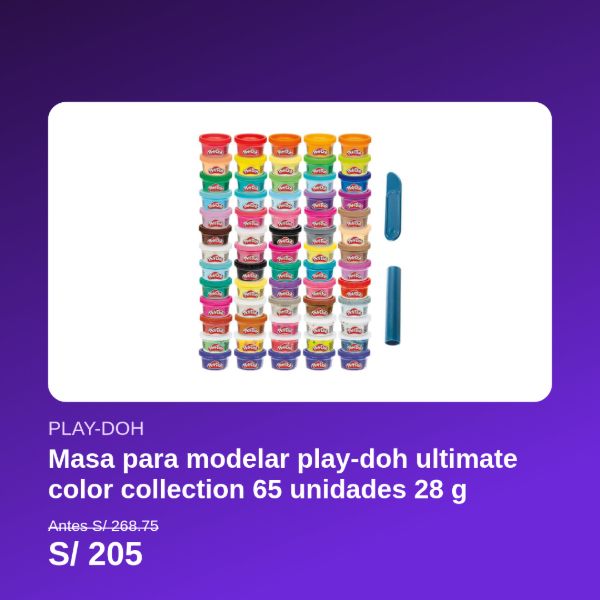 PLAY-DOH
Masa para modelar play-doh ultimate
color collection 65 unidades 28 g
Antes S/ 268.75
S/ 205